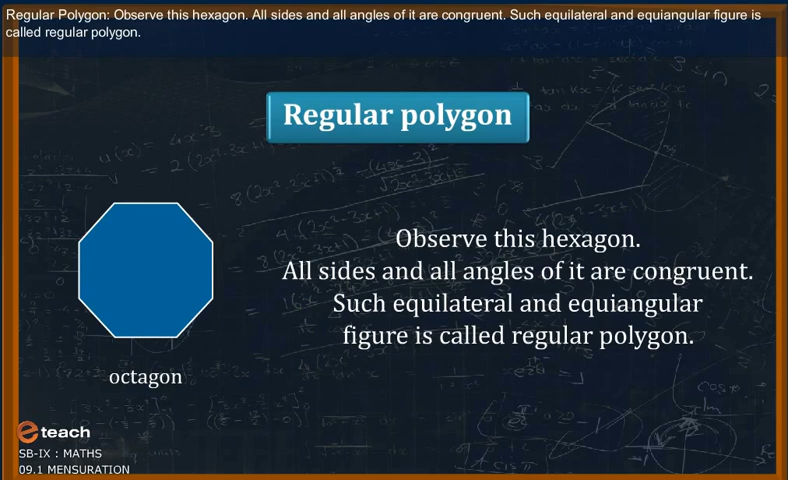 Regular Polygon: Observe this hexagon. All sides and all angles of it are congruent. Such equilateral and equiangular figure is
called regular polygon.
Regular polygon
Observe this hexagon.
All sides and all angles of it are congruent.
Such equilateral and equiangular
figure is called regular polygon.
octagon
e teach
SB-IX : MATHS
09.1 MENSURATION